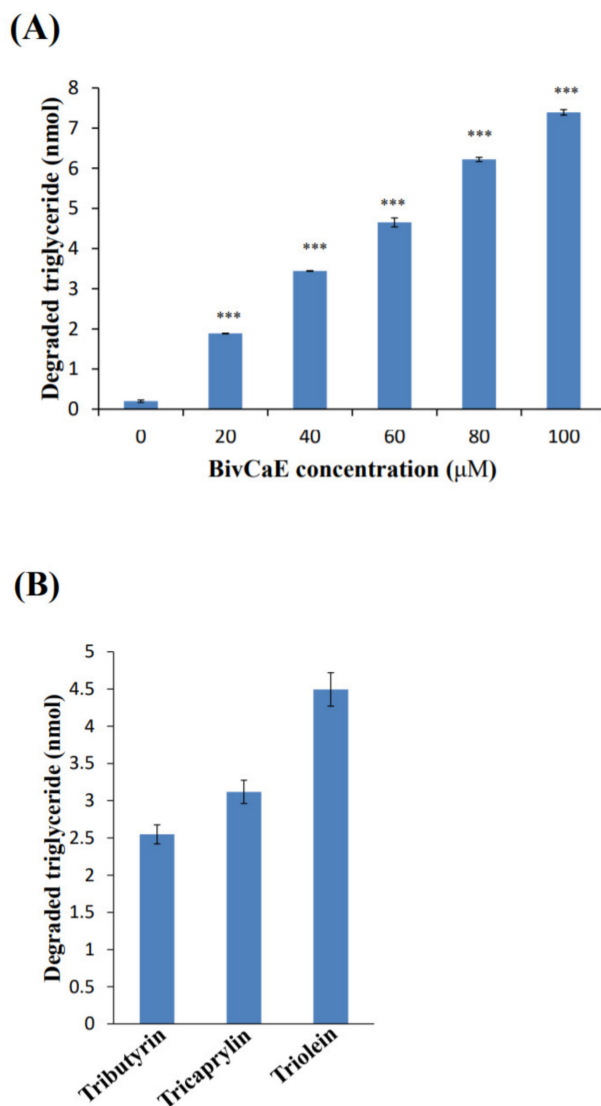 (A)
Degraded triglyceride (nmol)
8
7
6
5
4
3
2
1
0
***
***
***
***
***
0 20 40 60 80 100
BivCaE concentration (μM)
(B)
Degraded triglyceride (nmol)
5
4.5
4
3.5
3
2.5
2
1.5
1
0.5
0
Tributyrin
Tricaprylin
Triolein